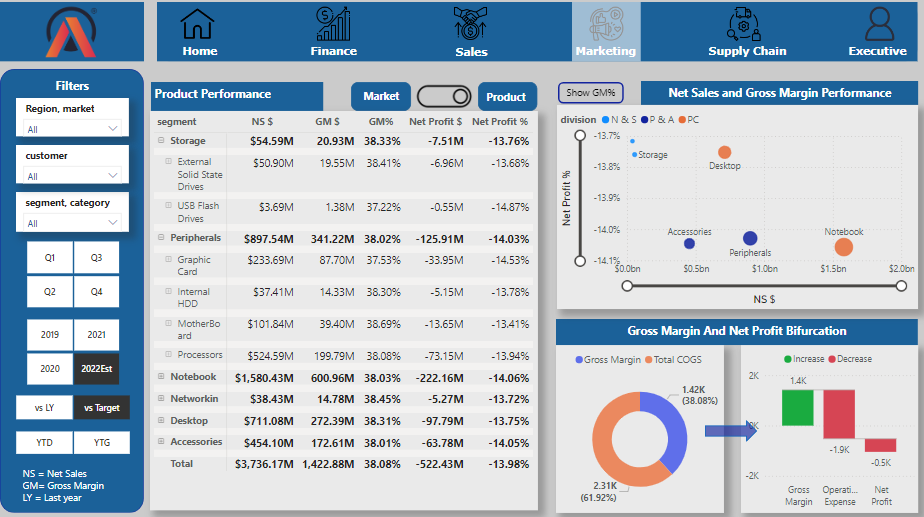 Home
Finance
Sales
Marketing
Supply Chain
Executive
Filters
Region, market
All
customer
All
segment, category
All
Q1 Q3
Q2 Q4
2019 2021
2020 2022Est
vs LY vs Target
YTD YTG
NS = Net Sales
GM= Gross Margin
LY = Last year
Product Performance
Market
Product
segment NS $ GM $ GM% Net Profit $ Net Profit %
Storage $54.59M 20.93M 38.33% -7.51M -13.76%
External $50.90M 19.55M 38.41% -6.96M -13.68%
Solid State
Drives
USB Flash $3.69M 1.38M 37.22% -0.55M -14.87%
Drives
Peripherals $897.54M 341.22M 38.02% -125.91M -14.03%
Graphic $233.69M 87.70M 37.53% -33.95M -14.53%
Card
Internal $37.41M 14.33M 38.30% -5.15M -13.78%
HDD
MotherBo $101.84M 39.40M 38.69% -13.65M -13.41%
ard
Processors $524.59M 199.79M 38.08% -73.15M -13.94%
Notebook $1,580.43M 600.96M 38.03% -222.16M -14.06%
Networkin $38.43M 14.78M 38.45% -5.27M -13.72%
Desktop $711.08M 272.39M 38.31% -97.79M -13.75%
Accessories $454.10M 172.61M 38.01% -63.78M -14.05%
Total $3,736.17M 1,422.88M 38.08% -522.43M -13.98%
Show GM%
Net Sales and Gross Margin Performance
division N & S P & A PC
Net Profit %
-13.7%
-13.8%
-13.9%
-14.0%
-14.1%
Storage
Desktop
Accessories
Peripherals
Notebook
$0.0bn $0.5bn $1.0bn $1.5bn $2.0bn
NS $
Gross Margin And Net Profit Bifurcation
Gross Margin Total COGS
1.42K
(38.08%)
2.31K
(61.92%)
Increase Decrease
2K
0K
-2K
1.4K
-1.9K
-0.5K
Gross Operati... Net
Margin Expense Profit